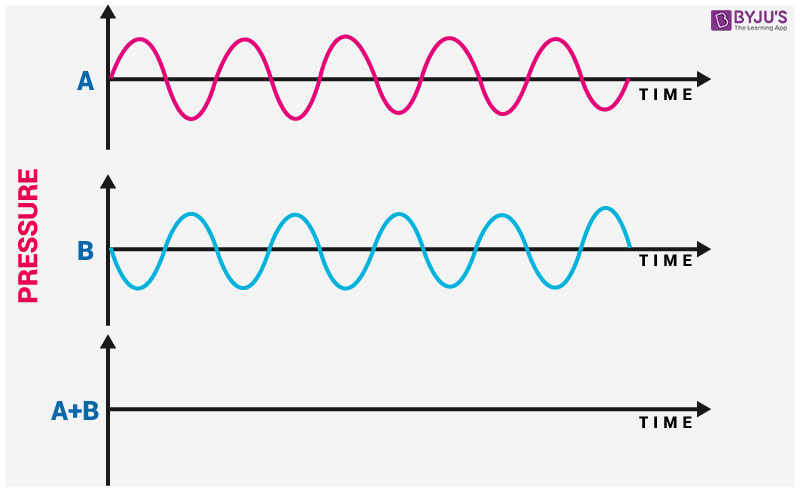 BYJU'S
The Learning App
A
TIME
PRESSURE
B
TIME
A+B
TIME